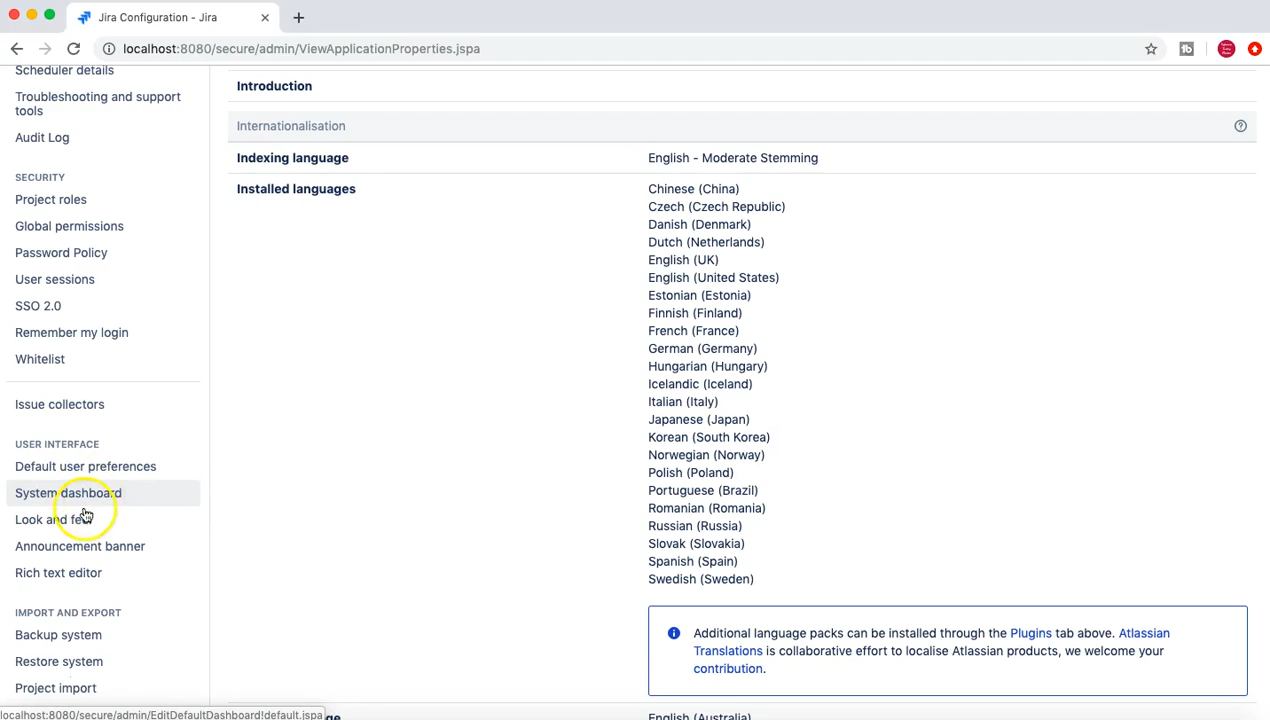 Jira Configuration - Jira
localhost:8080/secure/admin/ViewApplicationProperties.jspa
Scheduler details
Troubleshooting and support
tools
Audit Log
SECURITY
Project roles
Global permissions
Password Policy
User sessions
SSO 2.0
Remember my login
Whitelist
Issue collectors
USER INTERFACE
Default user preferences
System dashboard
Look and feel
Announcement banner
Rich text editor
IMPORT AND EXPORT
Backup system
Restore system
Project import
localhost:8080/secure/admin/EditDefaultDashboard!default.jspa
Introduction
Internationalisation
Indexing language English - Moderate Stemming
Installed languages Chinese (China)
Czech (Czech Republic)
Danish (Denmark)
Dutch (Netherlands)
English (UK)
English (United States)
Estonian (Estonia)
Finnish (Finland)
French (France)
German (Germany)
Hungarian (Hungary)
Icelandic (Iceland)
Italian (Italy)
Japanese (Japan)
Korean (South Korea)
Norwegian (Norway)
Polish (Poland)
Portuguese (Brazil)
Romanian (Romania)
Russian (Russia)
Slovak (Slovakia)
Spanish (Spain)
Swedish (Sweden)
Additional language packs can be installed through the Plugins tab above. Atlassian
Translations is collaborative effort to localise Atlassian products, we welcome your
contribution.
English (Australia)